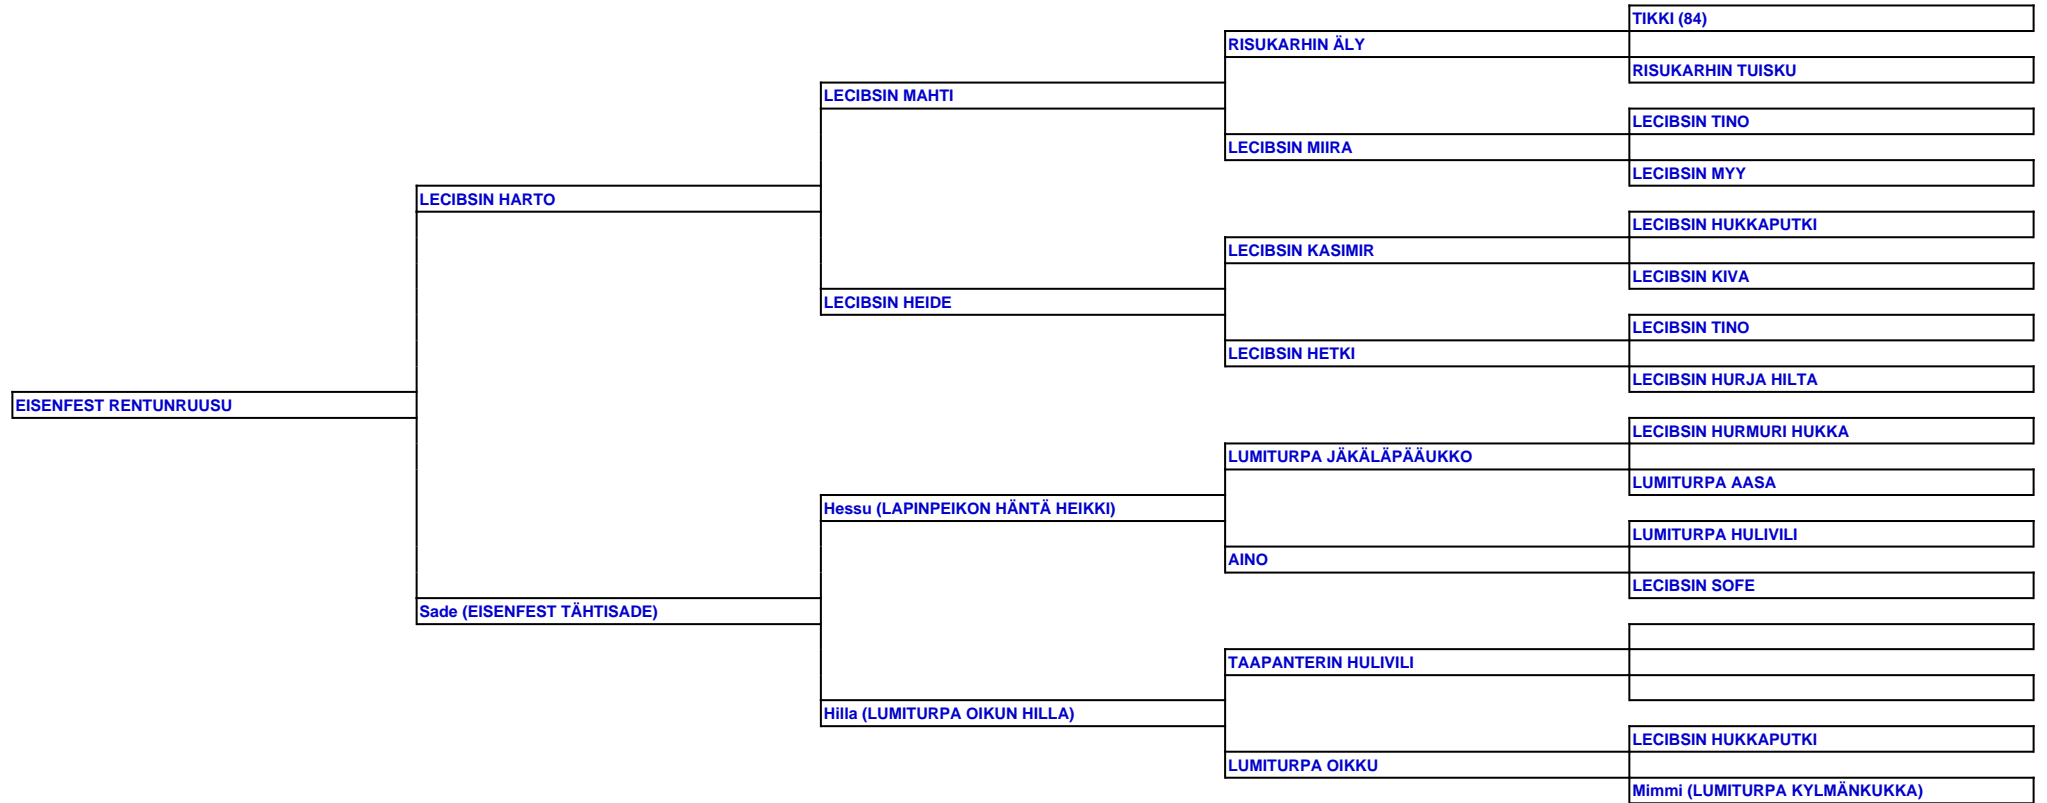 TIKKI (84)
RISUKARHIN ÄLY
RISUKARHIN TUISKU
LECIBSIN MAHTI
LECIBSIN TINO
LECIBSIN MIIRA
LECIBSIN MYY
LECIBSIN HARTO
LECIBSIN HUKKAPUTKI
LECIBSIN KASIMIR
LECIBSIN KIVA
LECIBSIN HEIDE
LECIBSIN TINO
LECIBSIN HETKI
LECIBSIN HURJA HILTA
EISENFEST RENTUNRUUSU
LECIBSIN HURMURI HUKKA
LUMITURPA JÄKÄLÄPÄÄUKKO
LUMITURPA AASA
Hessu (LAPINPEIKON HÄNTÄ HEIKKI)
LUMITURPA HULIVILI
AINO
LECIBSIN SOFE
Sade (EISENFEST TÄHTISADE)
TAAPANTERIN HULIVILI
Hilla (LUMITURPA OIKUN HILLA)
LECIBSIN HUKKAPUTKI
LUMITURPA OIKKU
Mimmi (LUMITURPA KYLMÄNKUKKA)